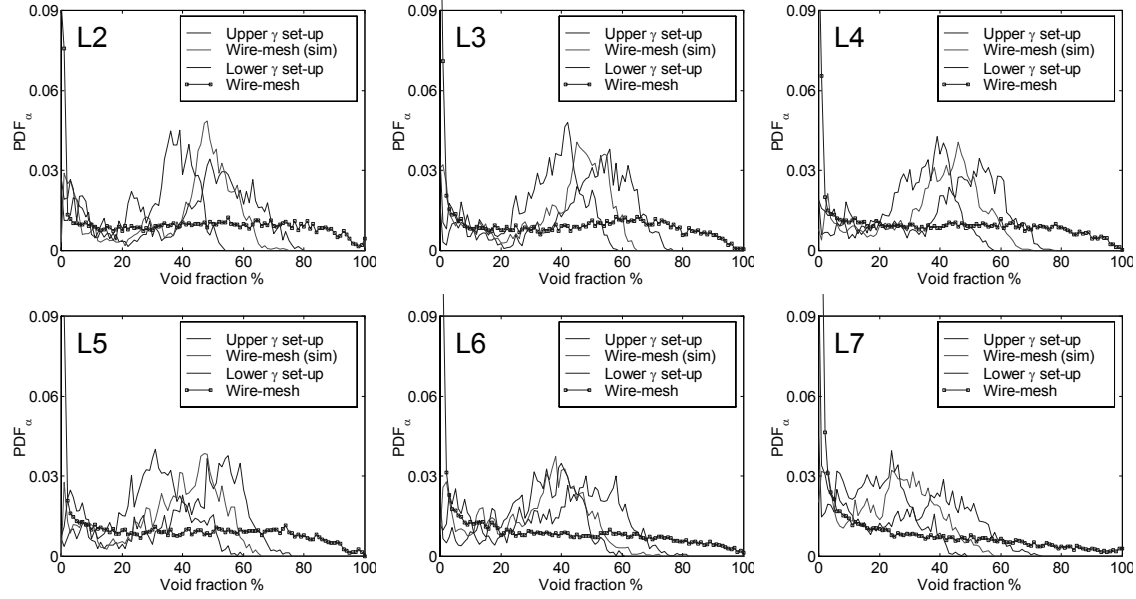 L2
Upper γ set-up
Wire-mesh (sim)
Lower γ set-up
Wire-mesh
PDFα
0.09
0.06
0.03
0
0 20 40 60 80 100
Void fraction %
L3
Upper γ set-up
Wire-mesh (sim)
Lower γ set-up
Wire-mesh
PDFα
0.09
0.06
0.03
0
0 20 40 60 80 100
Void fraction %
L4
Upper γ set-up
Wire-mesh (sim)
Lower γ set-up
Wire-mesh
PDFα
0.09
0.06
0.03
0
0 20 40 60 80 100
Void fraction %
L5
Upper γ set-up
Wire-mesh (sim)
Lower γ set-up
Wire-mesh
PDFα
0.09
0.06
0.03
0
0 20 40 60 80 100
Void fraction %
L6
Upper γ set-up
Wire-mesh (sim)
Lower γ set-up
Wire-mesh
PDFα
0.09
0.06
0.03
0
0 20 40 60 80 100
Void fraction %
L7
Upper γ set-up
Wire-mesh (sim)
Lower γ set-up
Wire-mesh
PDFα
0.09
0.06
0.03
0
0 20 40 60 80 100
Void fraction %